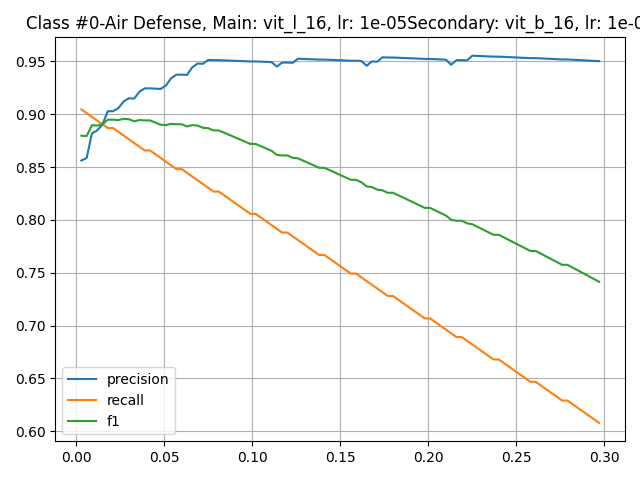 Class #0-Air Defense, Main: vit_l_16, lr: 1e-05Secondary: vit_b_16, lr: 1e-0
0.95
0.90
0.85
0.80
0.75
0.70
0.65
0.60
precision
recall
f1
0.00 0.05 0.10 0.15 0.20 0.25 0.30